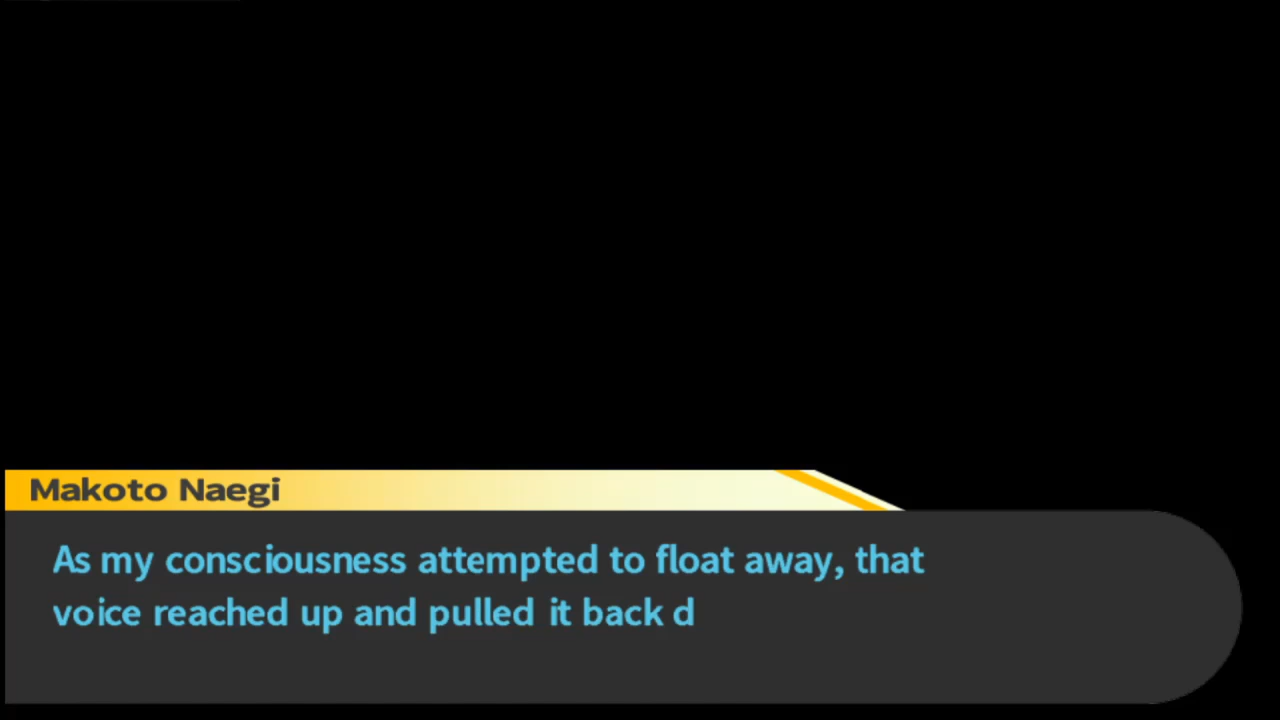 Makoto Naegi
As my consciousness attempted to float away, that
voice reached up and pulled it back d